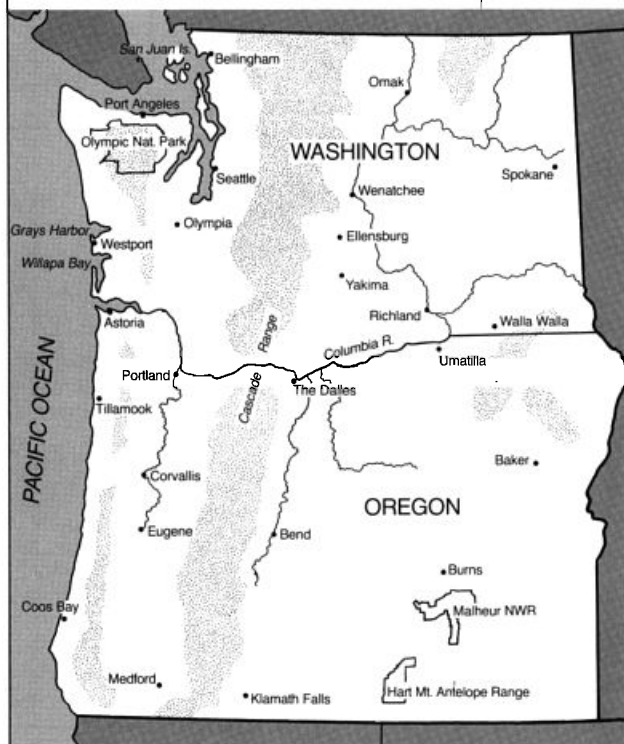 San Juan Is.
Bellingham
Omak
Port Angeles
Olympic Nat. Park
WASHINGTON
Seattle
Spokane
Wenatchee
Olympia
Grays Harbor
Westport
Ellensburg
Willapa Bay
Yakima
Richland
Astoria
Walla Walla
Cascade Range
Columbia R.
Umatilla
Portland
The Dalles
Tillamook
PACIFIC OCEAN
Baker
Corvallis
OREGON
Eugene
Bend
Burns
Coos Bay
Malheur NWR
Medford
Klamath Falls
Hart Mt. Antelope Range